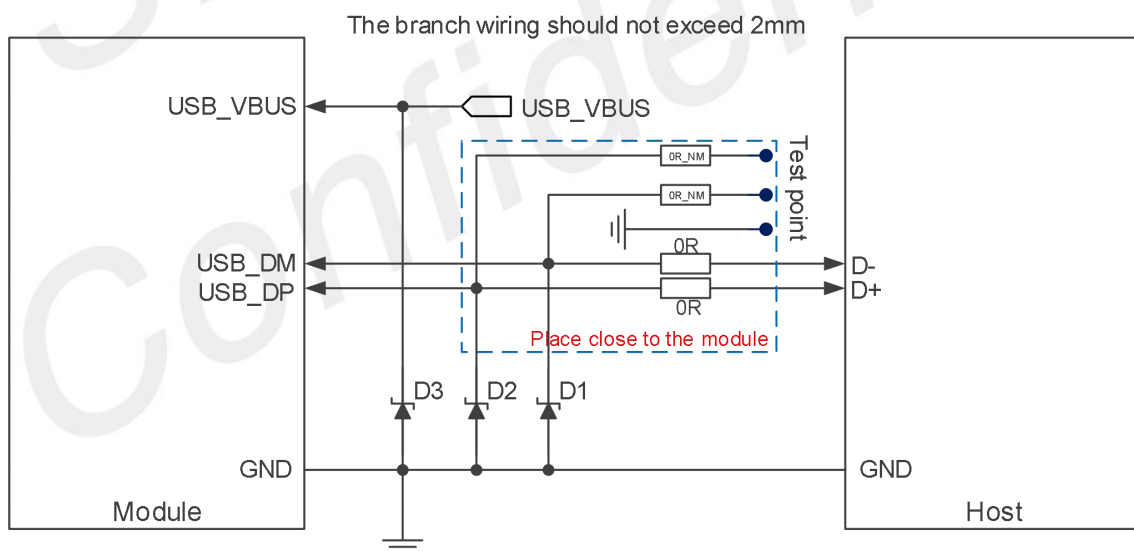 The branch wiring should not exceed 2mm
USB_VBUS
USB_VBUS
0R_NM
0R_NM
Test point
0R
USB_DM
D-
USB_DP
D+
0R
Place close to the module
D3
D2
D1
GND
GND
Module
Host